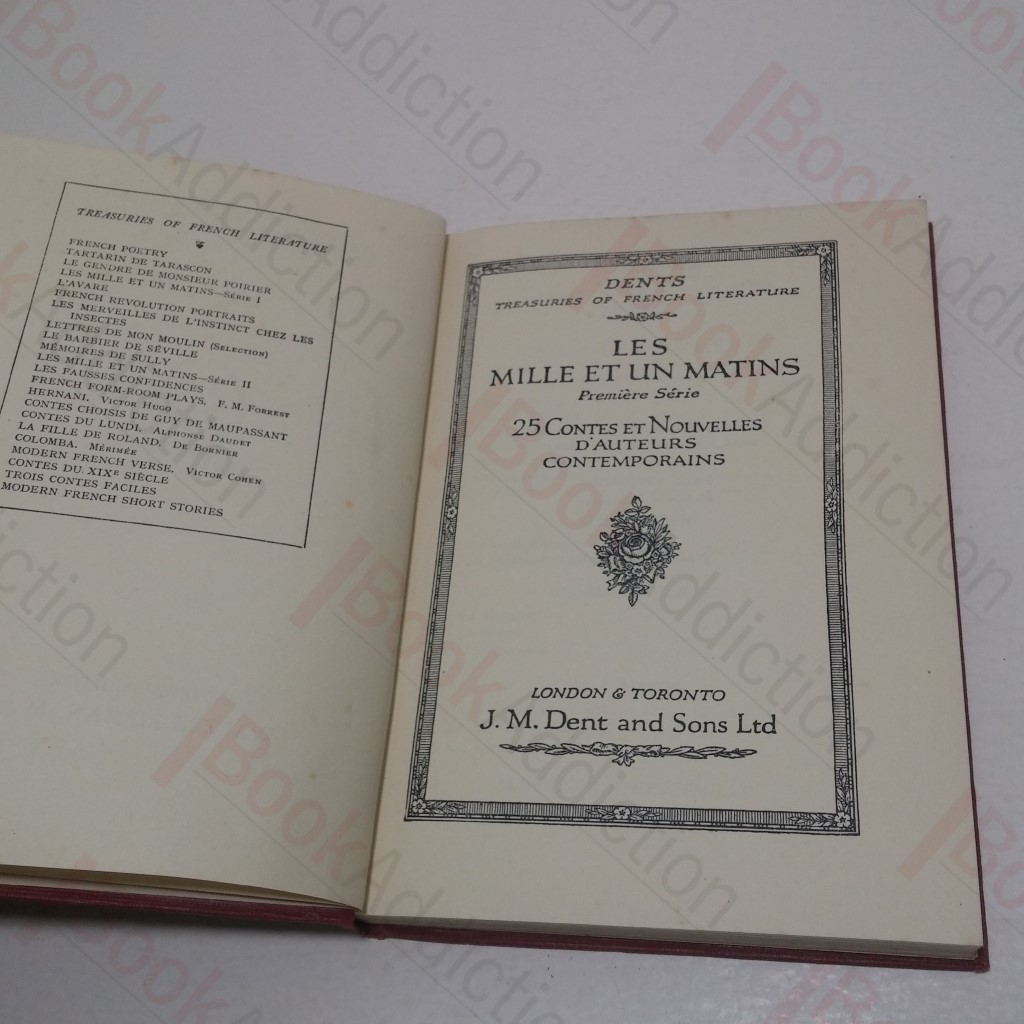 TREASURIES OF FRENCH LITERATURE
FRENCH POETRY
TARTARIN DE TARASCON
LE GENDRE DE MONSIEUR POIRIER
LES MILLE ET UN MATINS—Série I
L'AVARE
FRENCH REVOLUTION PORTRAITS
LES MERVEILLES DE L'INSTINCT CHEZ LES
INSECTES
LETTRES DE MON MOULIN (Selection)
LE BARBIER DE SÉVILLE
MÉMOIRES DE SULLY
LES MILLE ET UN MATINS—Série II
LES FAUSSES CONFIDENCES
FRENCH FORM-ROOM PLAYS. F. M. Forrest
HERNANI. Victor Hugo
CONTES CHOISIS DE GUY DE MAUPASSANT
CONTES DU LUNDI. Alphonse Daudet
LA FILLE DE ROLAND. De Bornier
COLOMBA. Mérimée
MODERN FRENCH VERSE. Victor Cohen
CONTES DU XIXE SIÈCLE
TROIS CONTES FACILES
MODERN FRENCH SHORT STORIES
DENTS
TREASURIES OF FRENCH LITERATURE
LES
MILLE ET UN MATINS
Première Série
25 Contes et Nouvelles
D'AUTEURS
CONTEMPORAINS
LONDON & TORONTO
J. M. Dent and Sons Ltd
BookAddiction